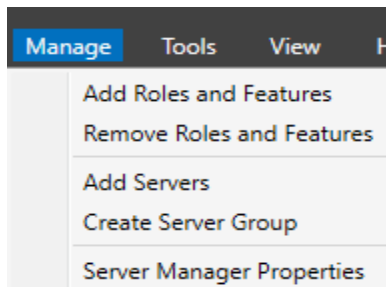 Manage Tools View H
Add Roles and Features
Remove Roles and Features
Add Servers
Create Server Group
Server Manager Properties